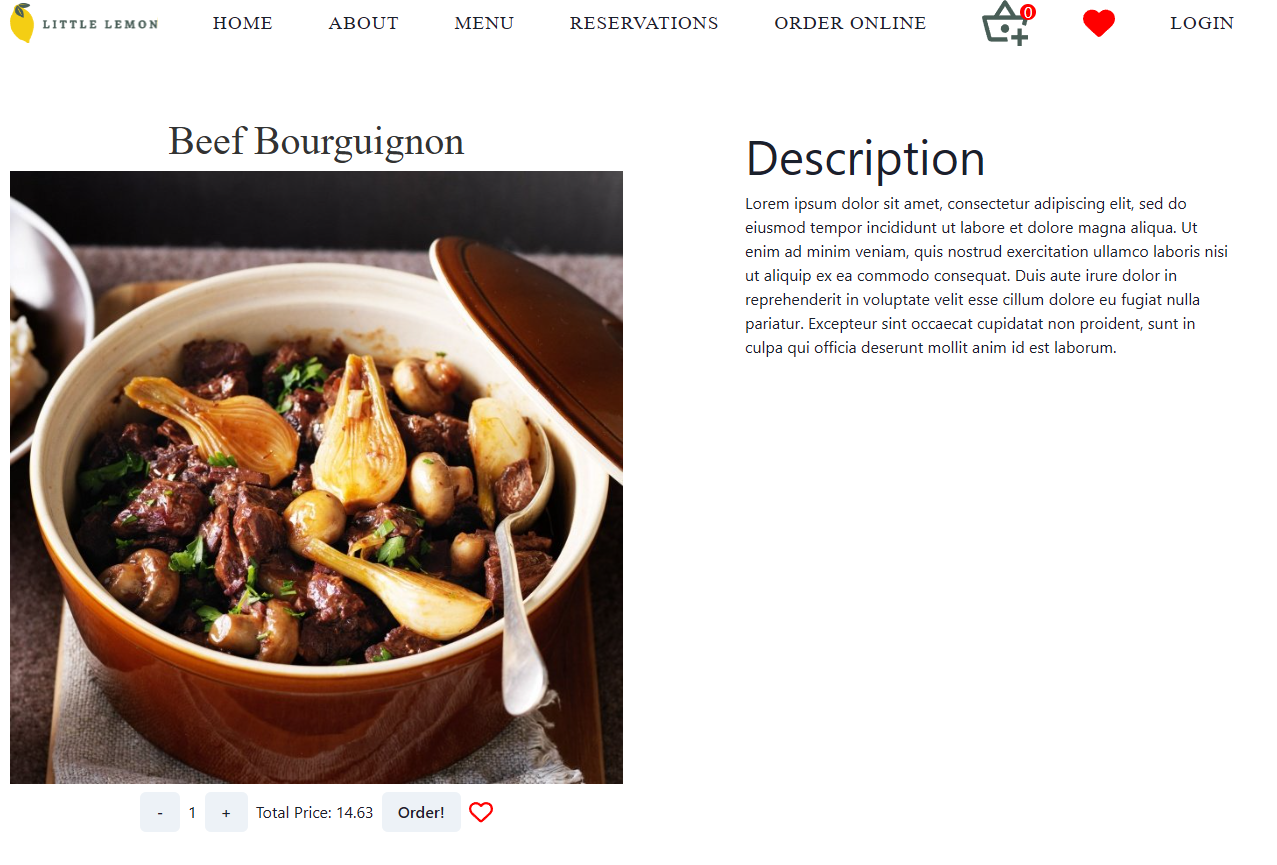 LITTLE LEMON
HOME
ABOUT
MENU
RESERVATIONS
ORDER ONLINE
0
LOGIN
Beef Bourguignon
Description
Lorem ipsum dolor sit amet, consectetur adipiscing elit, sed do
eiusmod tempor incididunt ut labore et dolore magna aliqua. Ut
enim ad minim veniam, quis nostrud exercitation ullamco laboris nisi
ut aliquip ex ea commodo consequat. Duis aute irure dolor in
reprehenderit in voluptate velit esse cillum dolore eu fugiat nulla
pariatur. Excepteur sint occaecat cupidatat non proident, sunt in
culpa qui officia deserunt mollit anim id est laborum.
- 1 + Total Price: 14.63 Order!